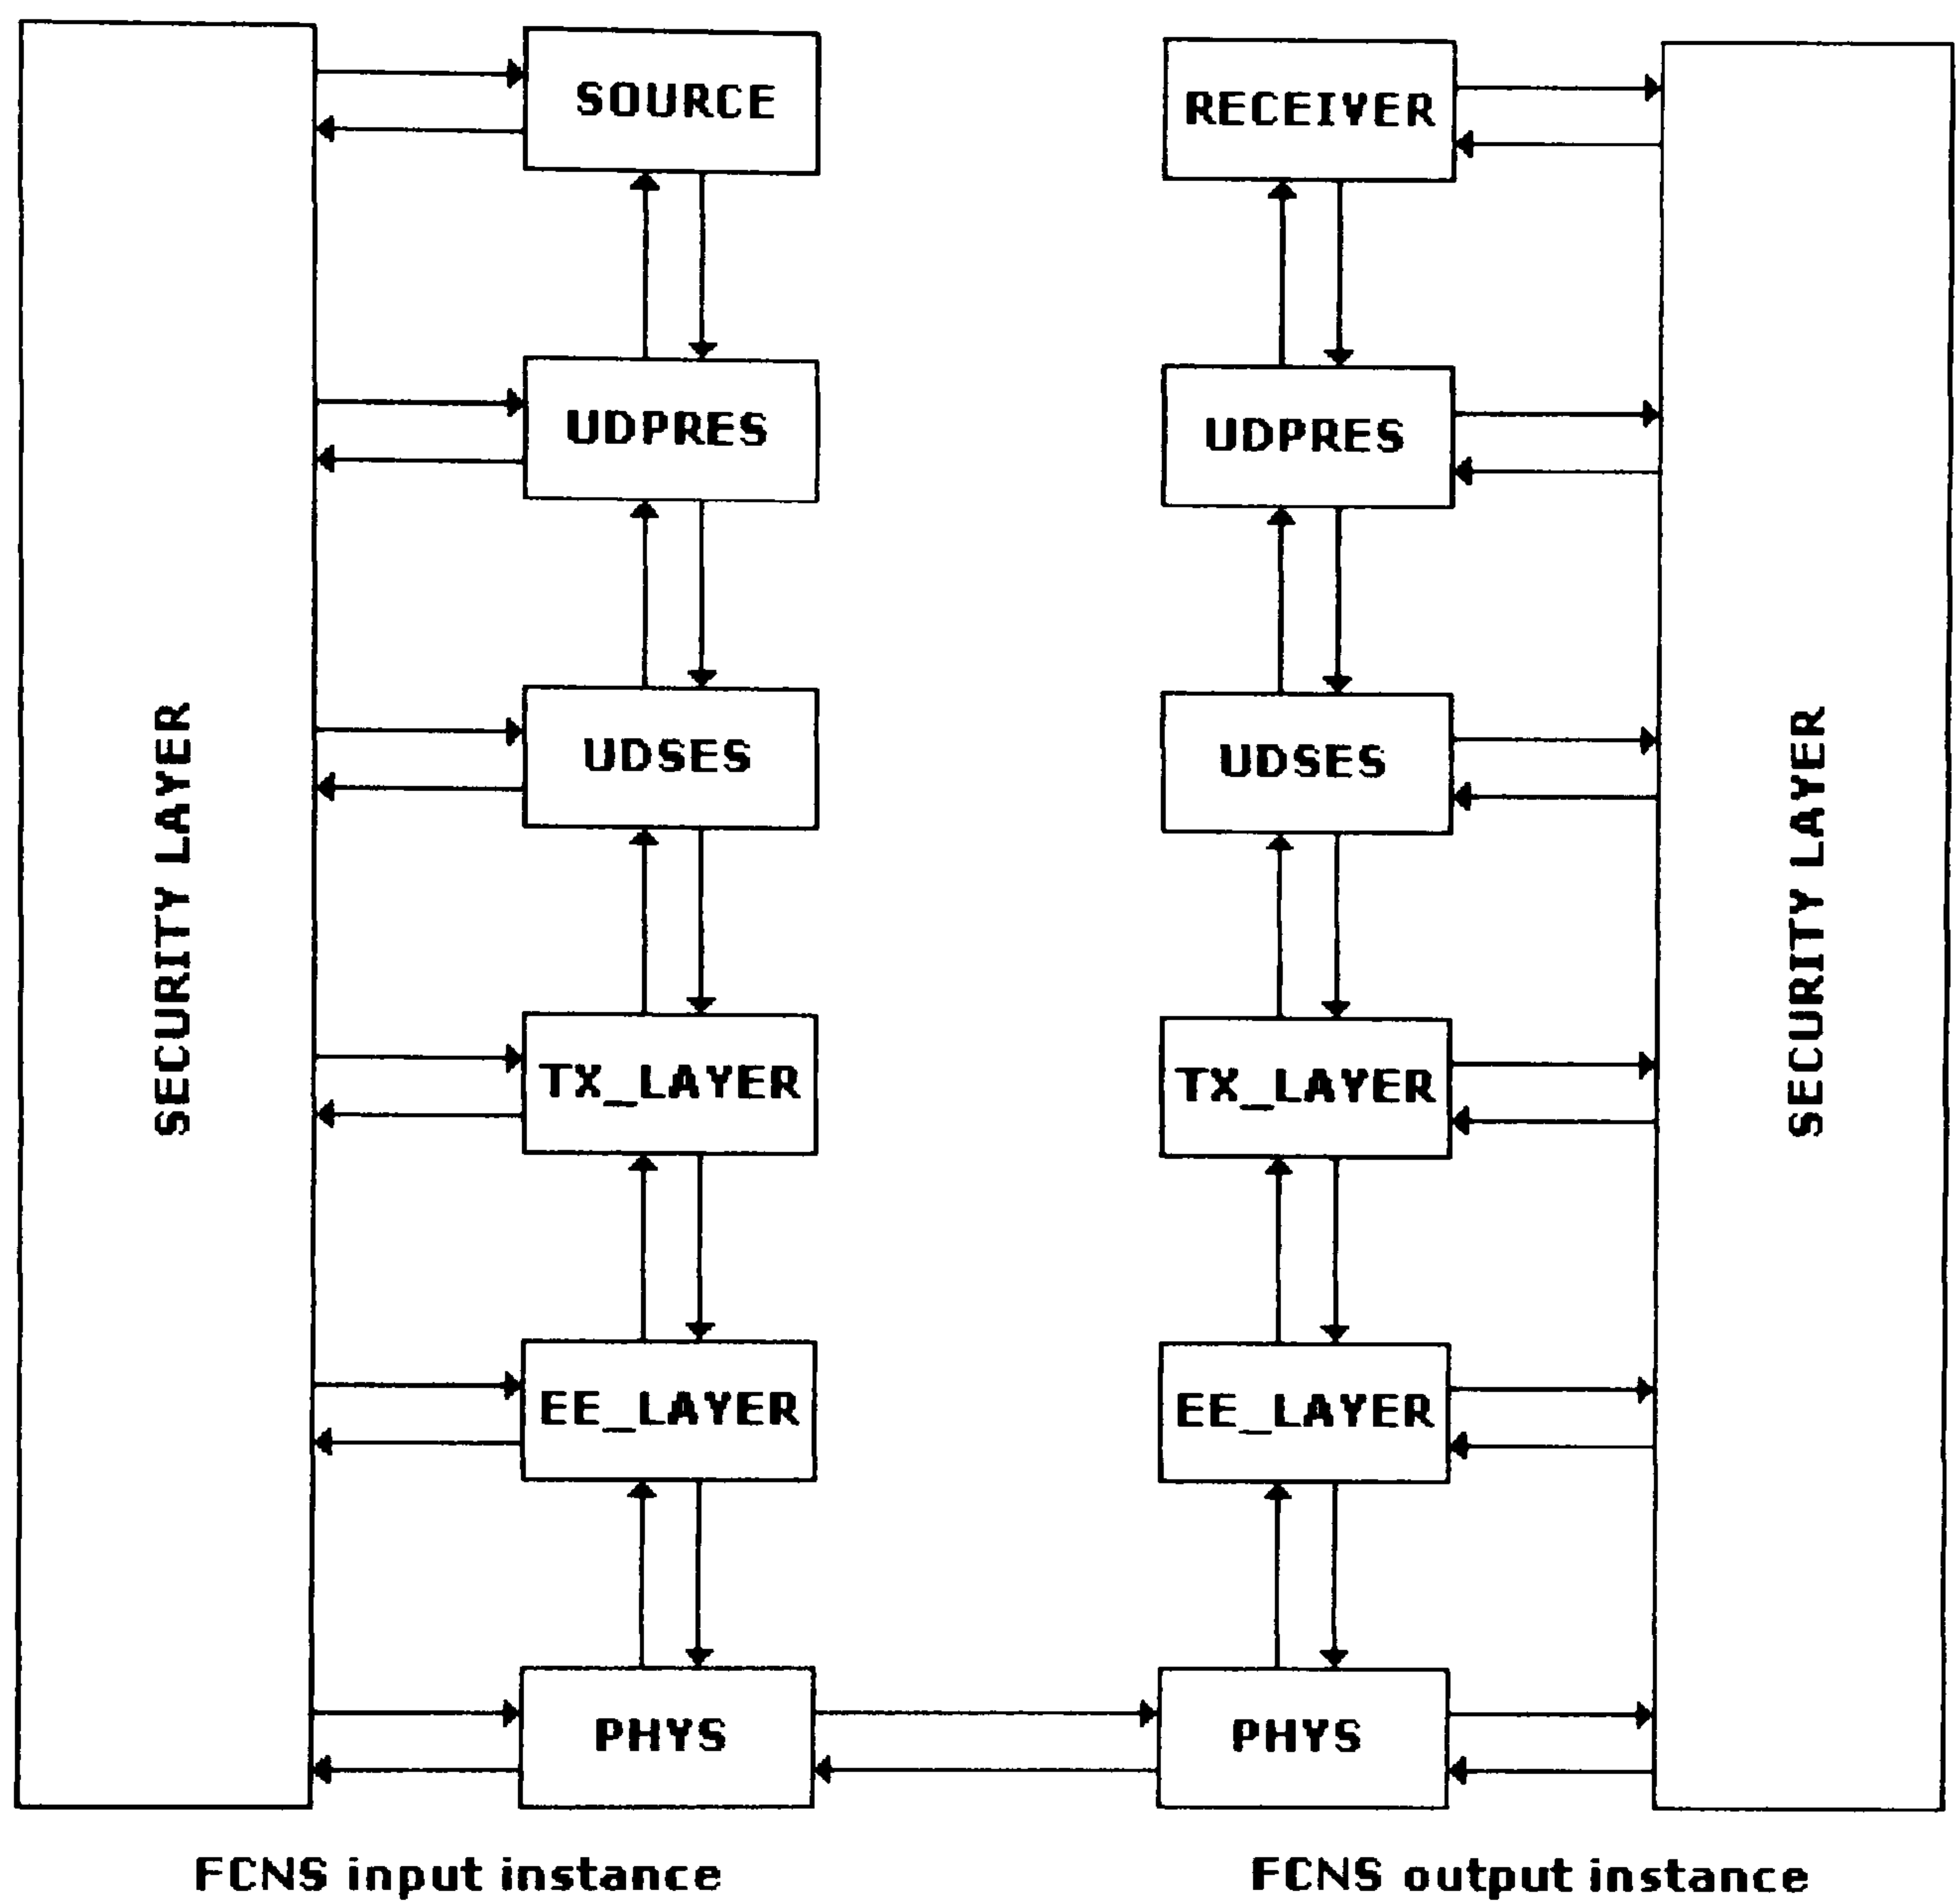 SOURCE
RECEIVER
UDPRES
UDPRES
UDSES
UDSES
SECURITY LAYER
SECURITY LAYER
TX_LAYER
TX_LAYER
EE_LAYER
EE_LAYER
PHYS
PHYS
FCNS input instance
FCNS output instance